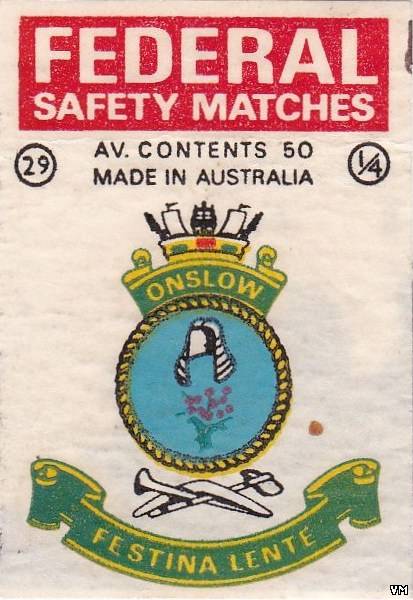 FEDERAL
SAFETY MATCHES
29
AV. CONTENTS 50
1/4
MADE IN AUSTRALIA
ONSLOW
FESTINA LENTE
VM